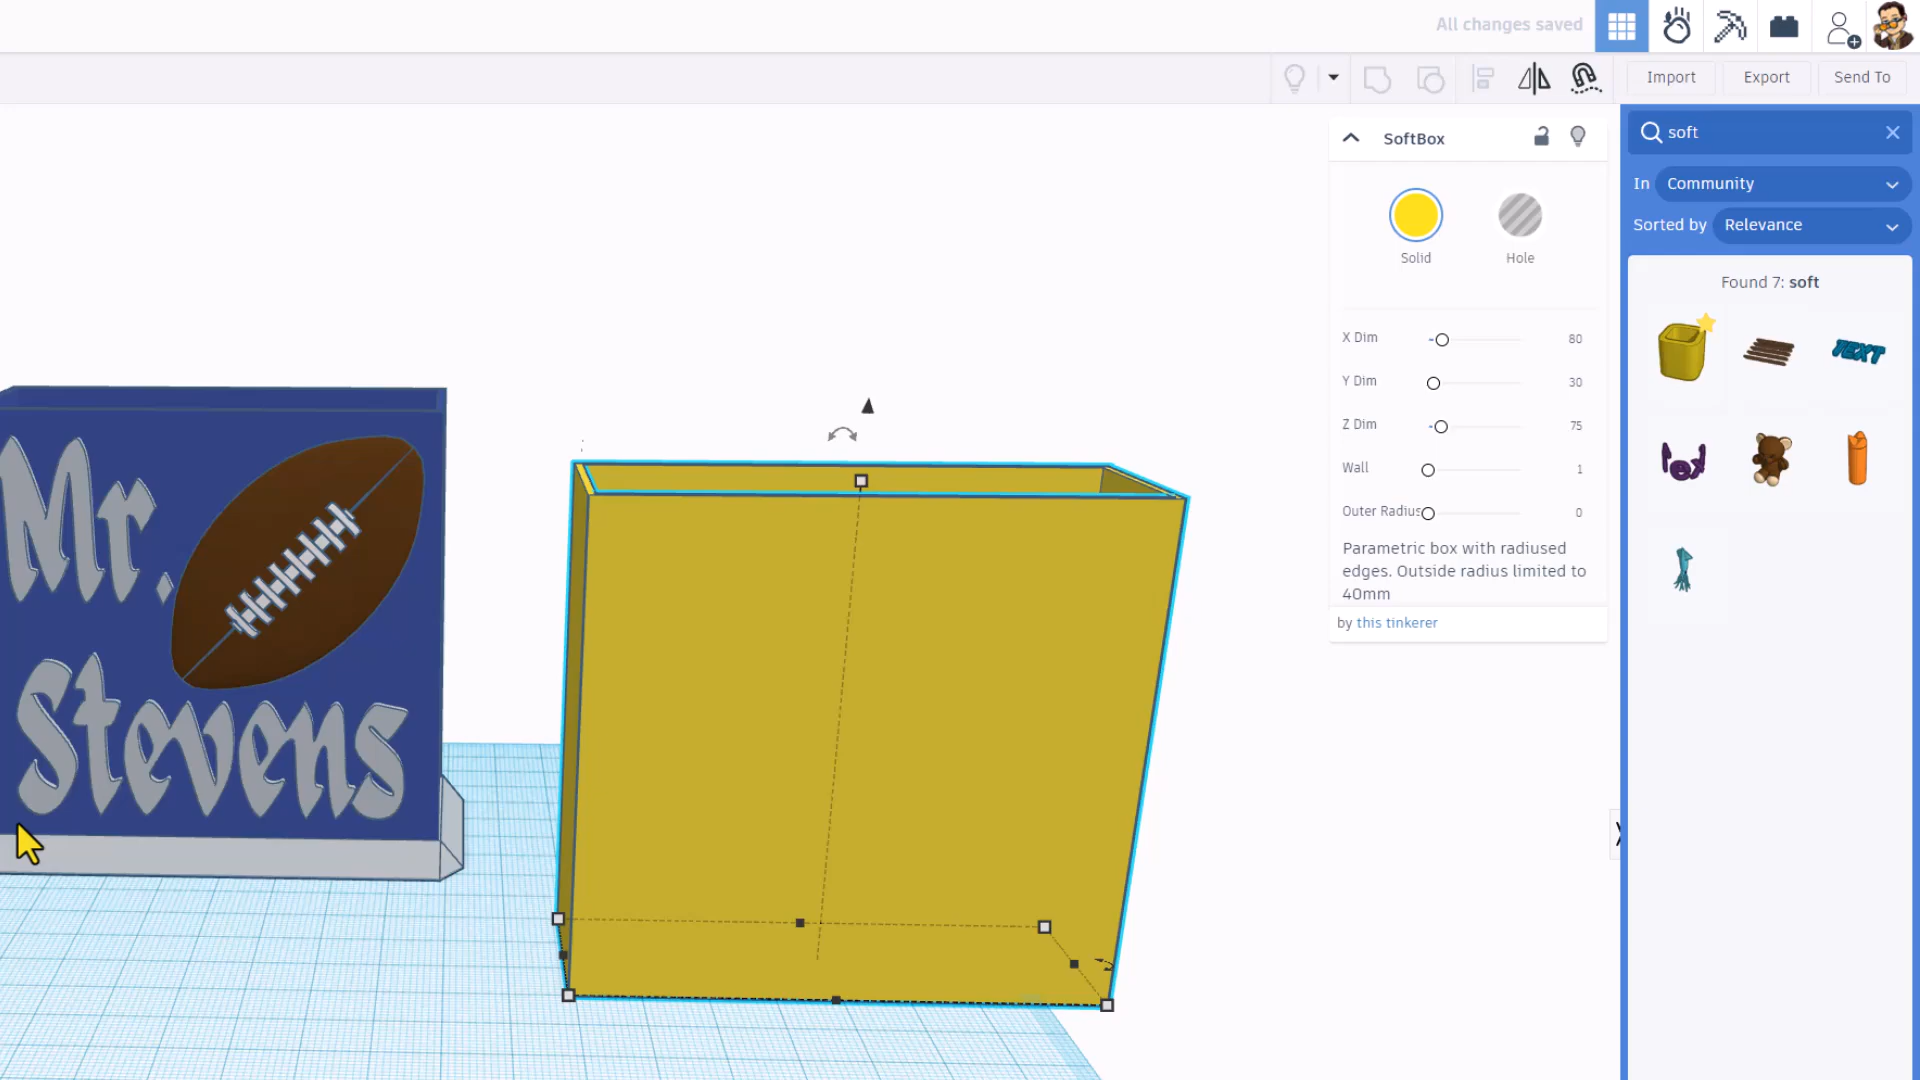 All changes saved
Import
Export
Send To
soft
In
Community
Sorted by
Relevance
Found 7: soft
TEXT
SoftBox
Solid
Hole
X Dim
80
Y Dim
30
Z Dim
75
Wall
1
Outer Radius
0
Parametric box with radiused
edges. Outside radius limited to
40mm
by this tinkerer
Mr.
Stevens